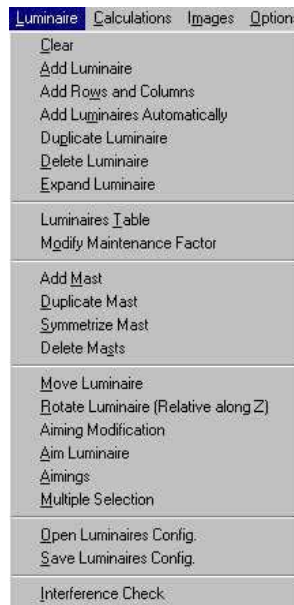 Luminaire Calculations Images Option
Clear
Add Luminaire
Add Rows and Columns
Add Luminaires Automatically
Duplicate Luminaire
Delete Luminaire
Expand Luminaire
Luminaires Table
Modify Maintenance Factor
Add Mast
Duplicate Mast
Symmetrize Mast
Delete Masts
Move Luminaire
Rotate Luminaire (Relative along Z)
Aiming Modification
Aim Luminaire
Aimings
Multiple Selection
Open Luminaires Config.
Save Luminaires Config.
Interference Check